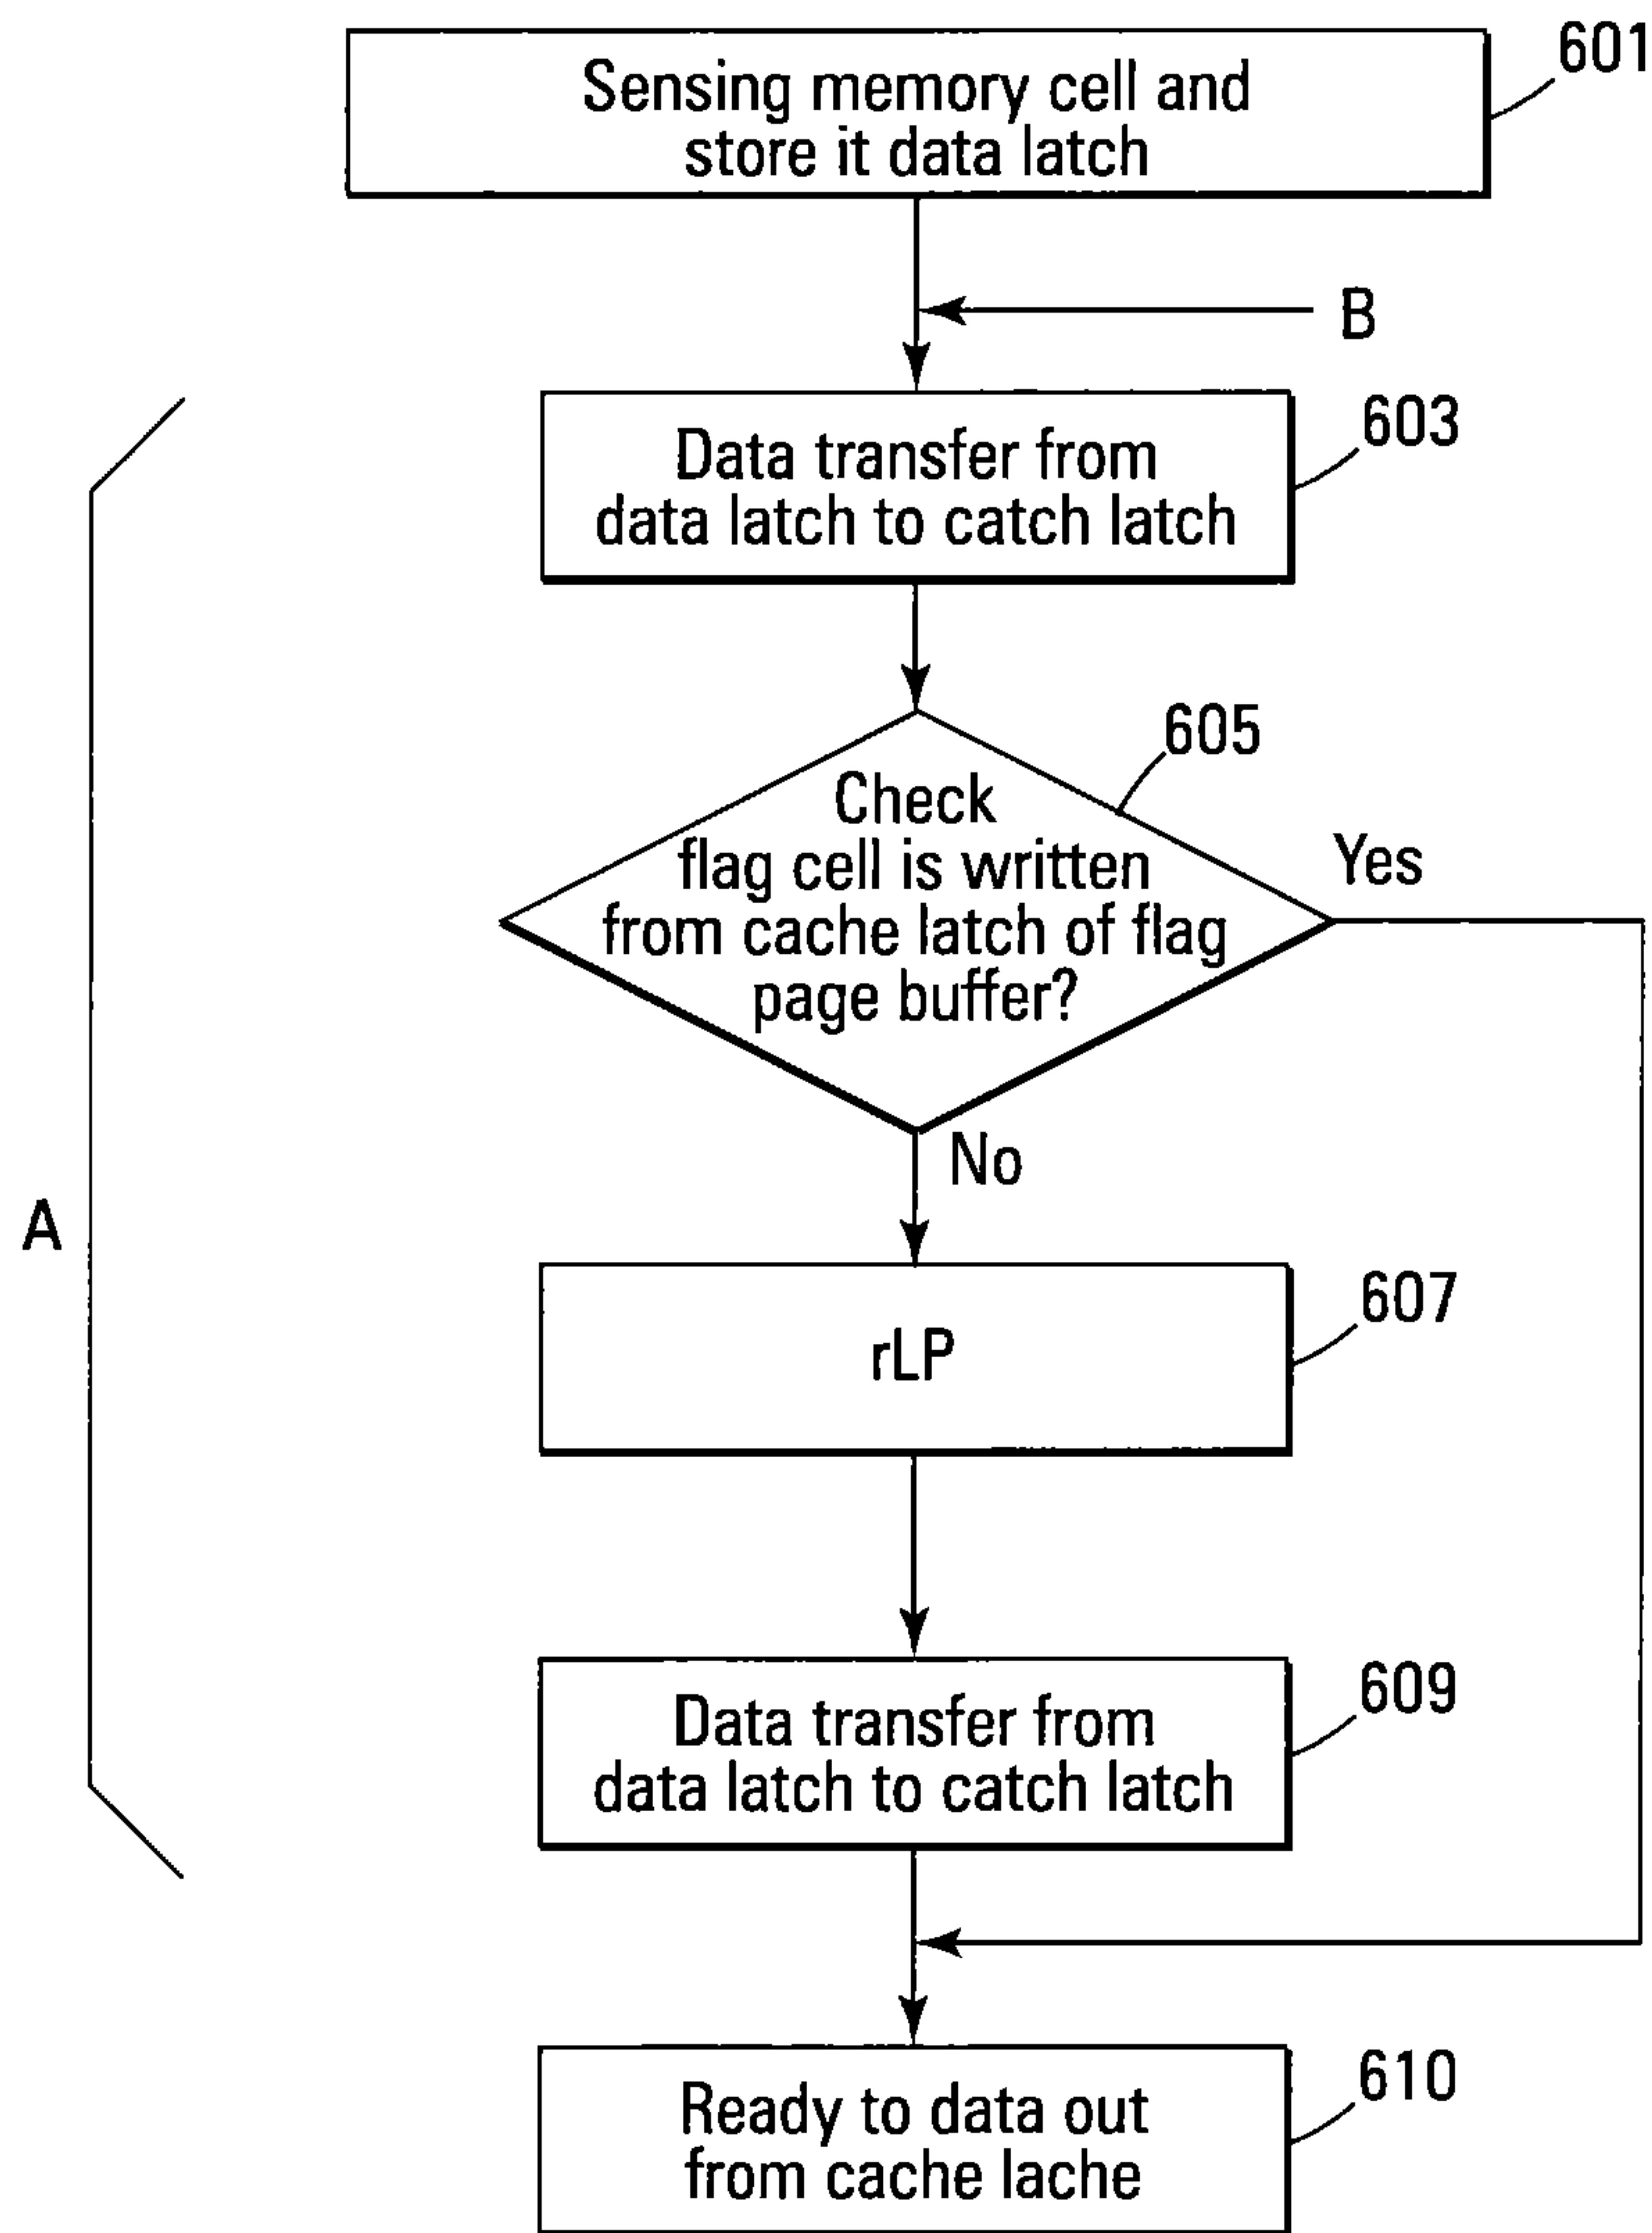 601
Sensing memory cell and
store it data latch
B
603
Data transfer from
data latch to catch latch
605
Check
flag cell is written
from cache latch of flag
page buffer?
Yes
No
A
607
rLP
609
Data transfer from
data latch to catch latch
610
Ready to data out
from cache lache